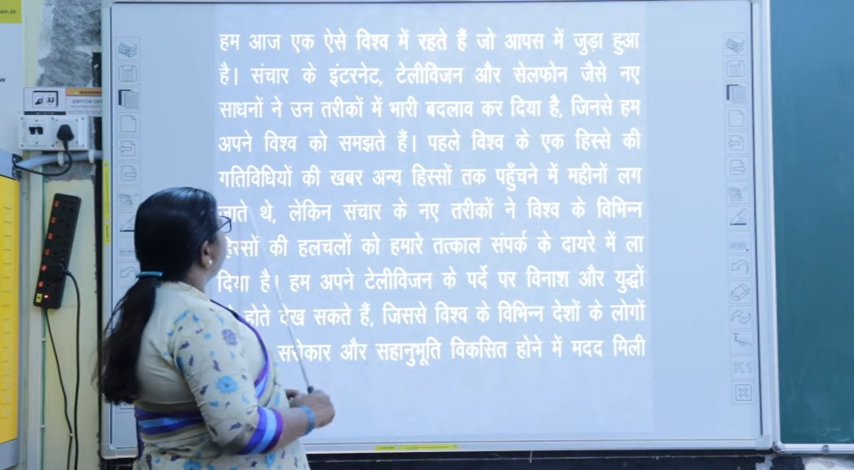 हम आज एक ऐसे विश्व में रहते हैं जो आपस में जुड़ा हुआ
है। संचार के इंटरनेट, टेलीविजन और सेलफोन जैसे नए
साधनों ने उन तरीकों में भारी बदलाव कर दिया है, जिनसे हम
अपने विश्व को समझते हैं। पहले विश्व के एक हिस्से की
गतिविधियों की खबर अन्य हिस्सों तक पहुँचने में महीनों लग
जाते थे, लेकिन संचार के नए तरीकों ने विश्व के विभिन्न
हिस्सों की हलचलों को हमारे तत्काल संपर्क के दायरे में ला
दिया है। हम अपने टेलीविजन के पर्दे पर विनाश और युद्धों
होते देख सकते हैं, जिससे विश्व के विभिन्न देशों के लोगों
सरोकार और सहानुमूति विकसित होने में मदद मिली